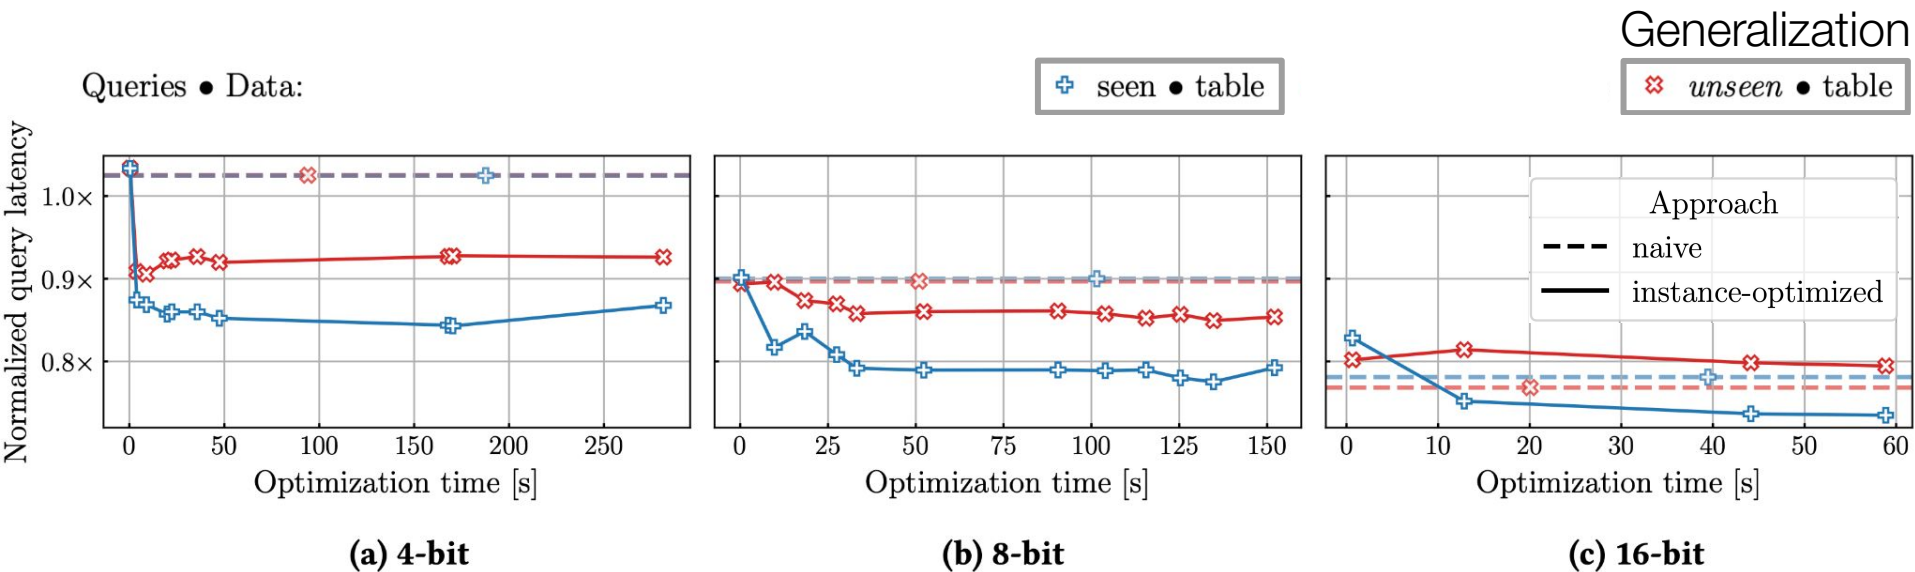 Generalization
Queries ● Data:
seen ● table
unseen ● table
Normalized query latency
1.0×
0.9×
0.8×
0 50 100 150 200 250
Optimization time [s]
(a) 4-bit
0 25 50 75 100 125 150
Optimization time [s]
(b) 8-bit
Approach
naive
instance-optimized
0 10 20 30 40 50 60
Optimization time [s]
(c) 16-bit